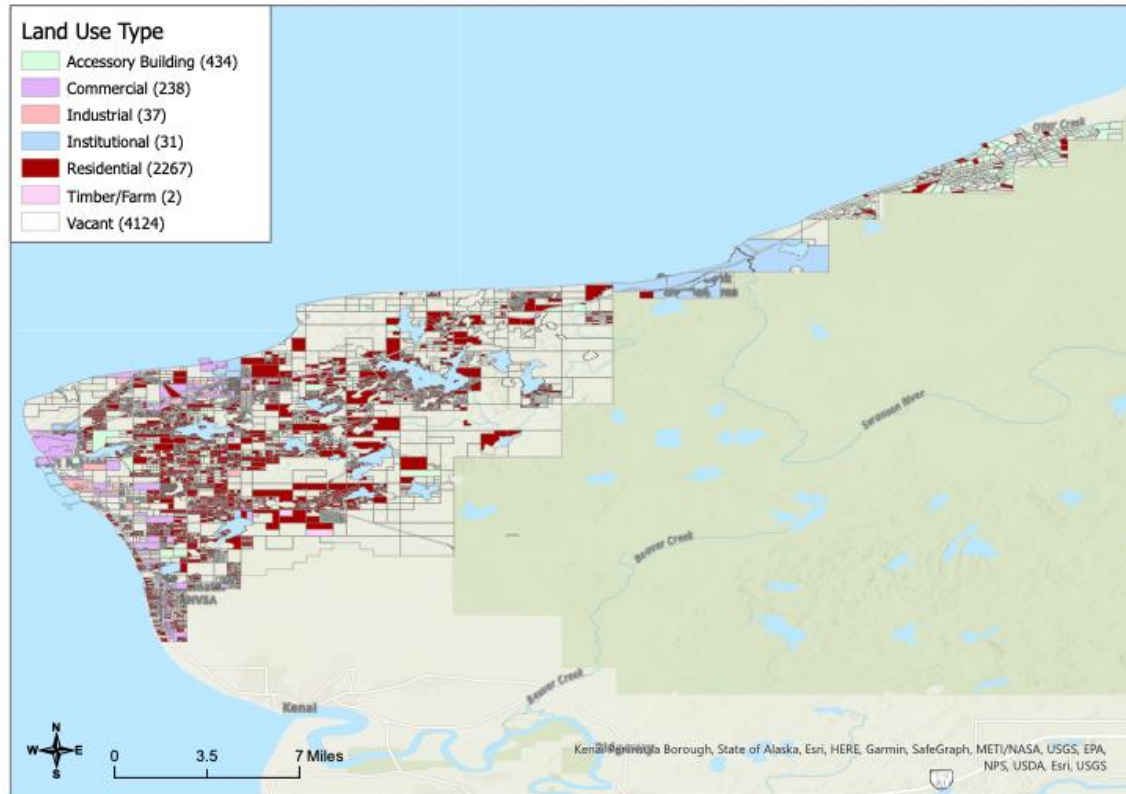 Land Use Type
Accessory Building (434)
Commercial (238)
Industrial (37)
Institutional (31)
Residential (2267)
Timber/Farm (2)
Vacant (4124)
Otter Creek
Swanson River
Beaver Creek
ANVSA
Beaver Creek
Kenai
N
W E
S
0 3.5 7 Miles
Kenai Peninsula Borough, State of Alaska, Esri, HERE, Garmin, SafeGraph, METI/NASA, USGS, EPA,
NPS, USDA, Esri, USGS